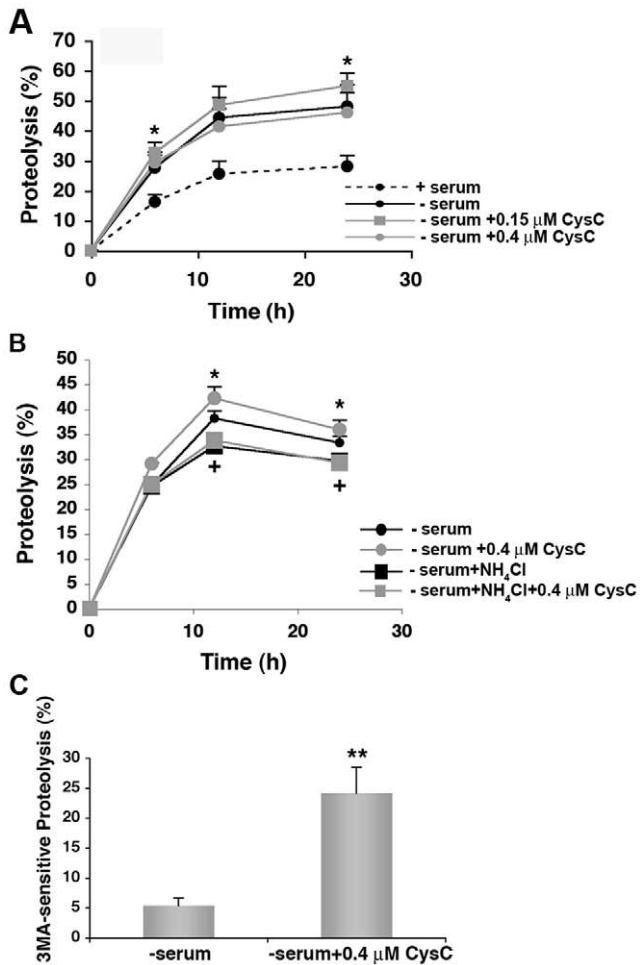 A
Proteolysis (%)
70
60
50
40
30
20
10
0
*
*
+ serum
- serum
- serum +0.15 μM CysC
- serum +0.4 μM CysC
0 10 20 30
Time (h)
B
Proteolysis (%)
50
45
40
35
30
25
20
15
10
5
0
*
*
+
+
- serum
- serum +0.4 μM CysC
- serum+NH4Cl
- serum+NH4Cl+0.4 μM CysC
0 10 20 30
Time (h)
C
3MA-sensitive Proteolysis (%)
30
25
20
15
10
5
0
**
-serum -serum+0.4 μM CysC